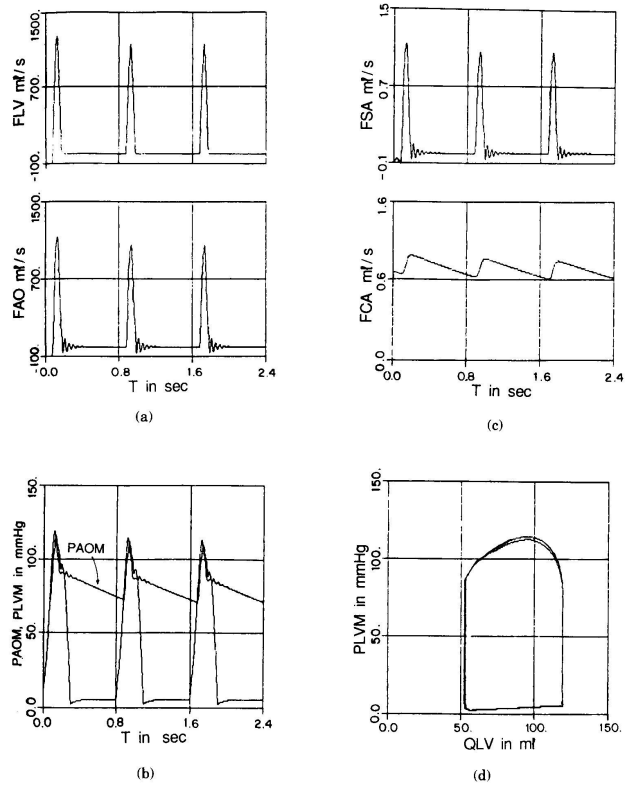 1500.
700.
-100.
FLV mℓ/s
1500.
700.
-100.
FAO mℓ/s
-0.0 0.8 1.6 2.4
T in sec
(a)
1.5
0.7
-0.1
FSA mℓ/s
1.6
0.6
0.0
FCA mℓ/s
0.0 0.8 1.6 2.4
T in sec
(c)
150.
100.
50.
0.0
PAOM, PLVM in mmHg
PAOM
0.0 0.8 1.6 2.4
T in sec
(b)
150.
100.
50.
0.0
PLVM in mmHg
0.0 50. 100. 150.
QLV in mℓ
(d)